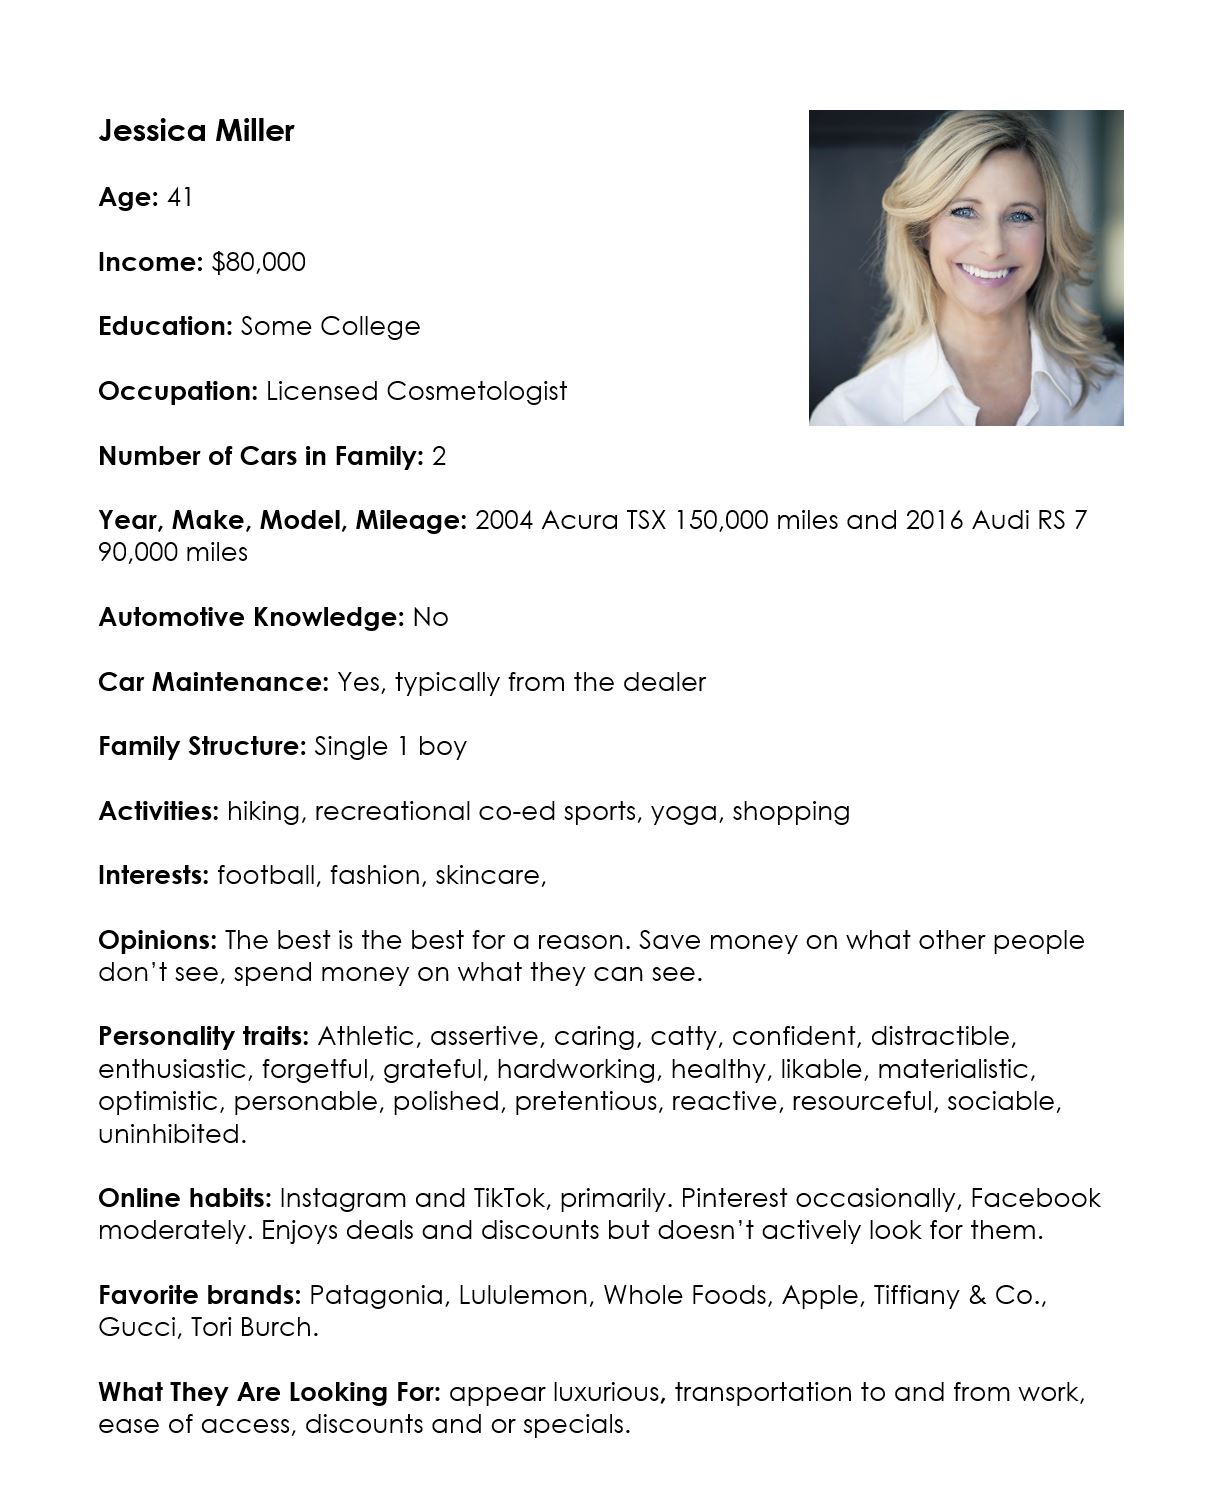 Jessica Miller
Age: 41
Income: $80,000
Education: Some College
Occupation: Licensed Cosmetologist
Number of Cars in Family: 2
Year, Make, Model, Mileage: 2004 Acura TSX 150,000 miles and 2016 Audi RS 7
90,000 miles
Automotive Knowledge: No
Car Maintenance: Yes, typically from the dealer
Family Structure: Single 1 boy
Activities: hiking, recreational co-ed sports, yoga, shopping
Interests: football, fashion, skincare,
Opinions: The best is the best for a reason. Save money on what other people
don’t see, spend money on what they can see.
Personality traits: Athletic, assertive, caring, catty, confident, distractible,
enthusiastic, forgetful, grateful, hardworking, healthy, likable, materialistic,
optimistic, personable, polished, pretentious, reactive, resourceful, sociable,
uninhibited.
Online habits: Instagram and TikTok, primarily. Pinterest occasionally, Facebook
moderately. Enjoys deals and discounts but doesn’t actively look for them.
Favorite brands: Patagonia, Lululemon, Whole Foods, Apple, Tiffiany & Co.,
Gucci, Tori Burch.
What They Are Looking For: appear luxurious, transportation to and from work,
ease of access, discounts and or specials.